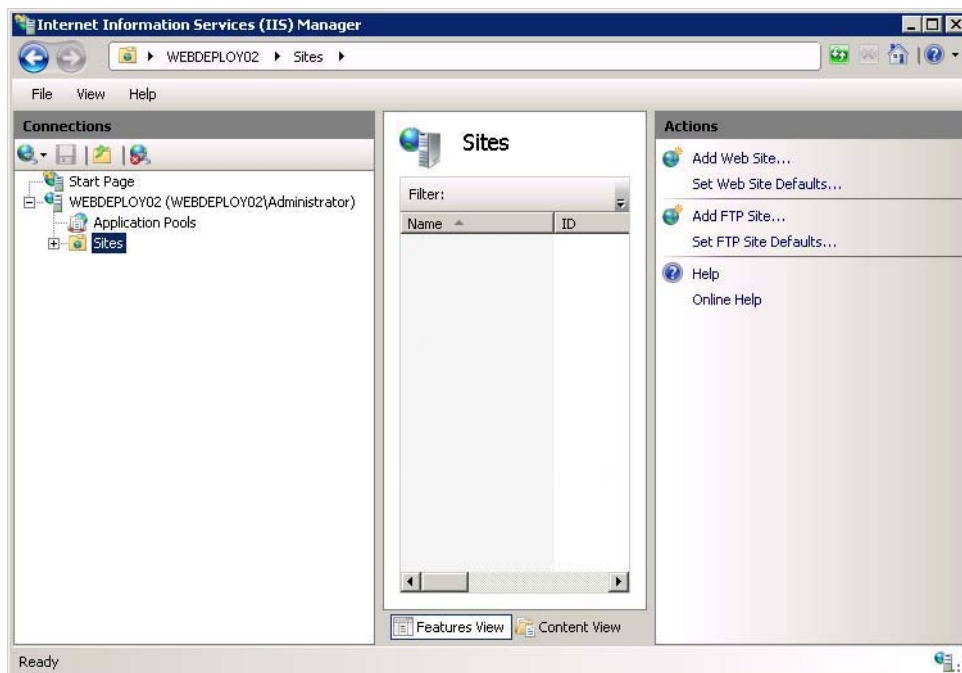 Internet Information Services (IIS) Manager
WEBDEPLOY02 Sites
File View Help
Connections
Start Page
WEBDEPLOY02 (WEBDEPLOY02\Administrator)
Application Pools
Sites
Sites
Filter:
Name ID
Features View Content View
Actions
Add Web Site...
Set Web Site Defaults...
Add FTP Site...
Set FTP Site Defaults...
Help
Online Help
Ready